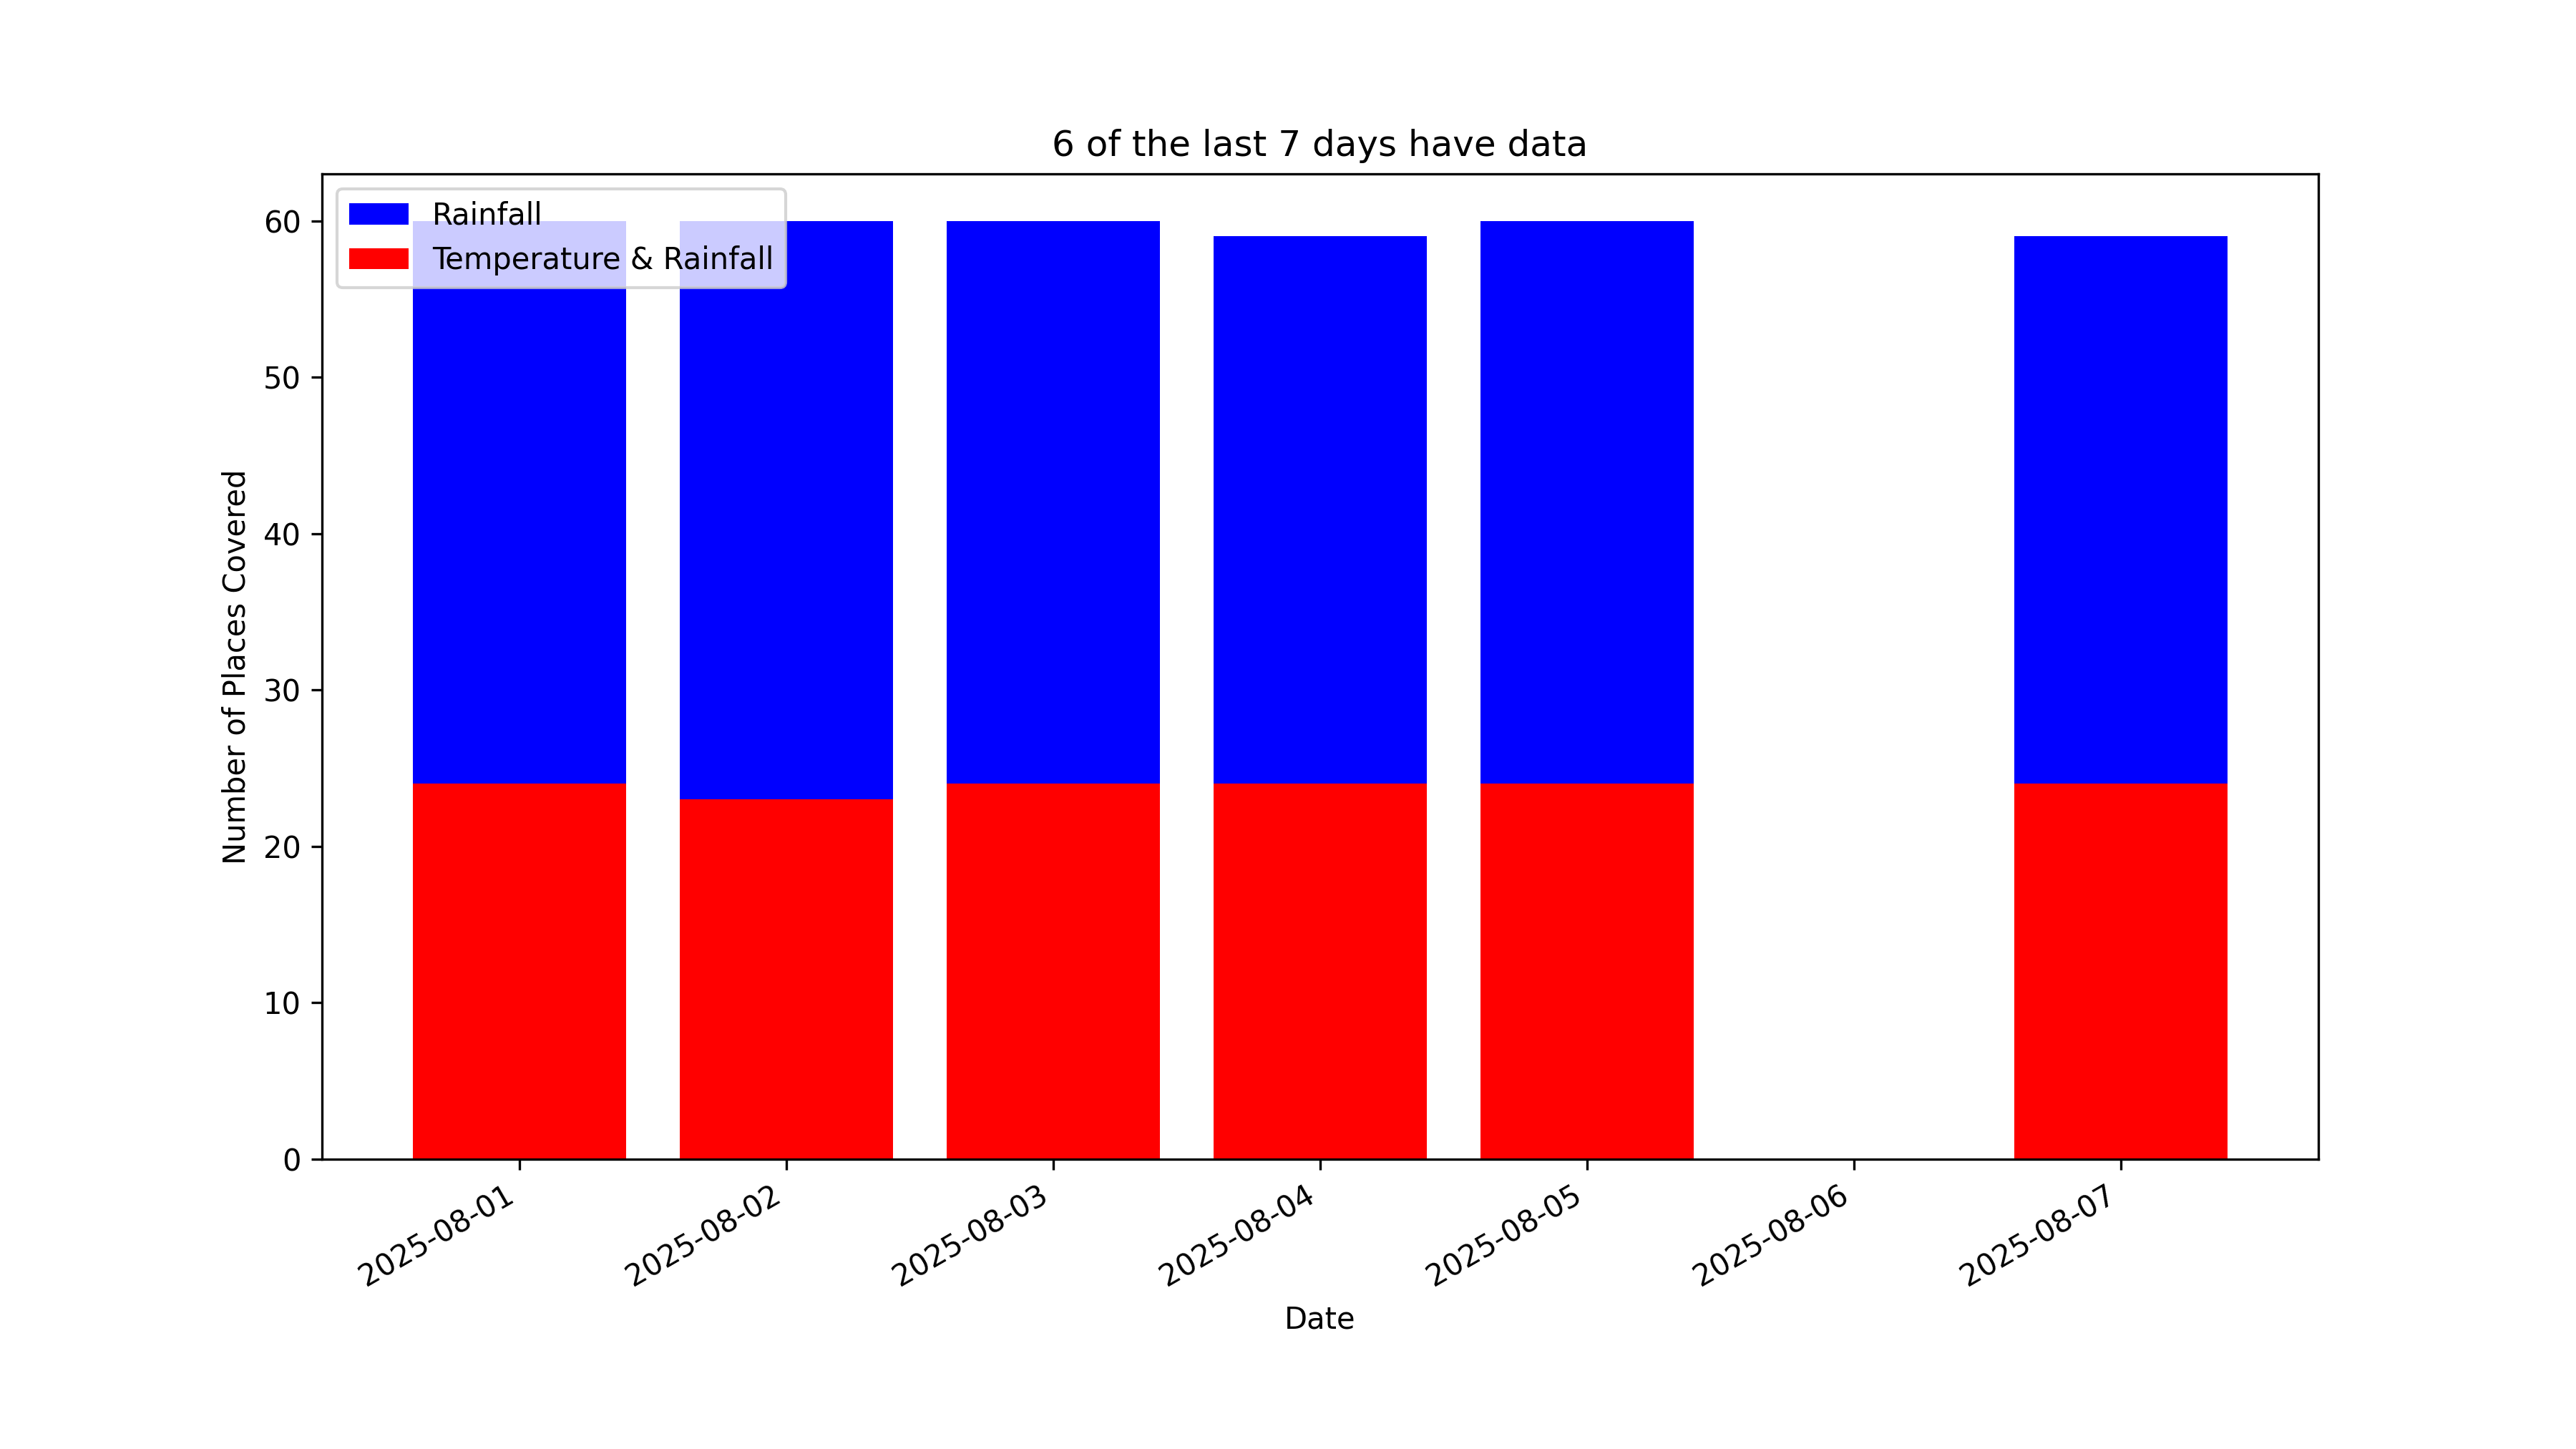 6 of the last 7 days have data
Rainfall
Temperature & Rainfall
60
50
40
30
20
10
0
Number of Places Covered
2025-08-01
2025-08-02
2025-08-03
2025-08-04
2025-08-05
2025-08-06
2025-08-07
Date